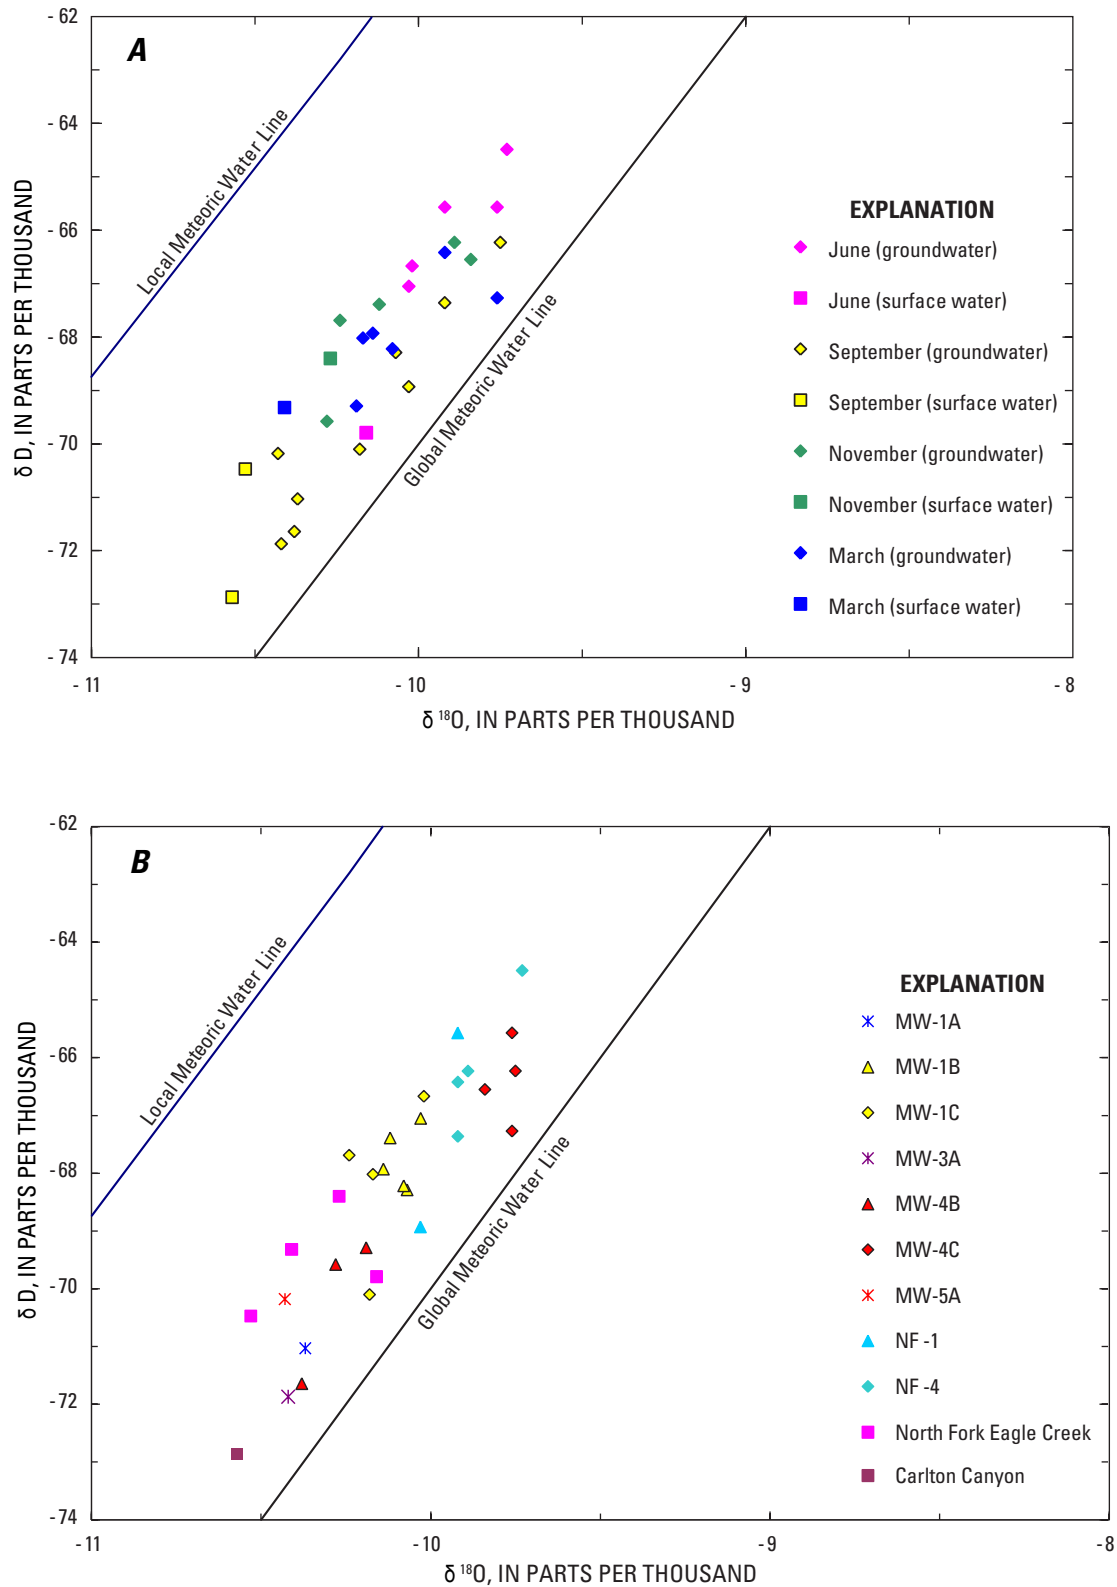 A
- 62
- 64
- 66
- 68
- 70
- 72
- 74
δ D, IN PARTS PER THOUSAND
Local Meteoric Water Line
Global Meteoric Water Line
EXPLANATION
June (groundwater)
June (surface water)
September (groundwater)
September (surface water)
November (groundwater)
November (surface water)
March (groundwater)
March (surface water)
- 11
- 10
- 9
- 8
δ 18O, IN PARTS PER THOUSAND
B
-62
-64
-66
-68
-70
-72
-74
δ D, IN PARTS PER THOUSAND
Local Meteoric Water Line
Global Meteoric Water Line
EXPLANATION
MW-1A
MW-1B
MW-1C
MW-3A
MW-4B
MW-4C
MW-5A
NF -1
NF -4
North Fork Eagle Creek
Carlton Canyon
-11
-10
-9
-8
δ 18O, IN PARTS PER THOUSAND